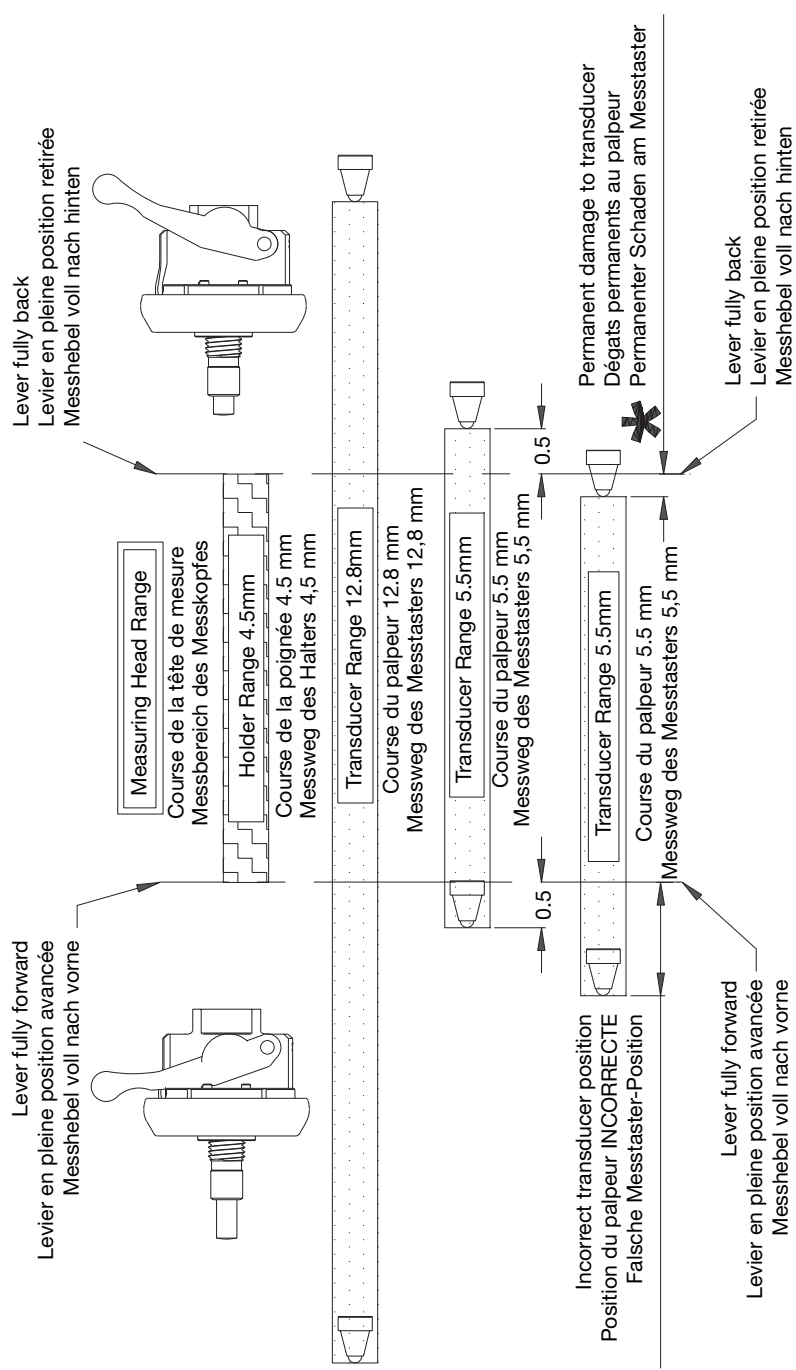 Lever fully forward
Levier en pleine position avancée
Messhebel voll nach vorne
Lever fully back
Levier en pleine position retirée
Messhebel voll nach hinten
Measuring Head Range
Course de la tête de mesure
Messbereich des Messkopfes
Holder Range 4.5mm
Course de la poignée 4.5 mm
Messweg des Halters 4,5 mm
Transducer Range 12.8mm
Course du palpeur 12.8 mm
Messweg des Messtasters 12,8 mm
Transducer Range 5.5mm
Course du palpeur 5.5 mm
Messweg des Messtasters 5,5 mm
0.5
0.5
Incorrect transducer position
Position du palpeur INCORRECTE
Falsche Messtaster-Position
Transducer Range 5.5mm
Course du palpeur 5.5 mm
Messweg des Messtasters 5,5 mm
Permanent damage to transducer
Dégats permanents au palpeur
Permanenter Schaden am Messtaster
Lever fully forward
Levier en pleine position avancée
Messhebel voll nach vorne
Lever fully back
Levier en pleine position retirée
Messhebel voll nach hinten